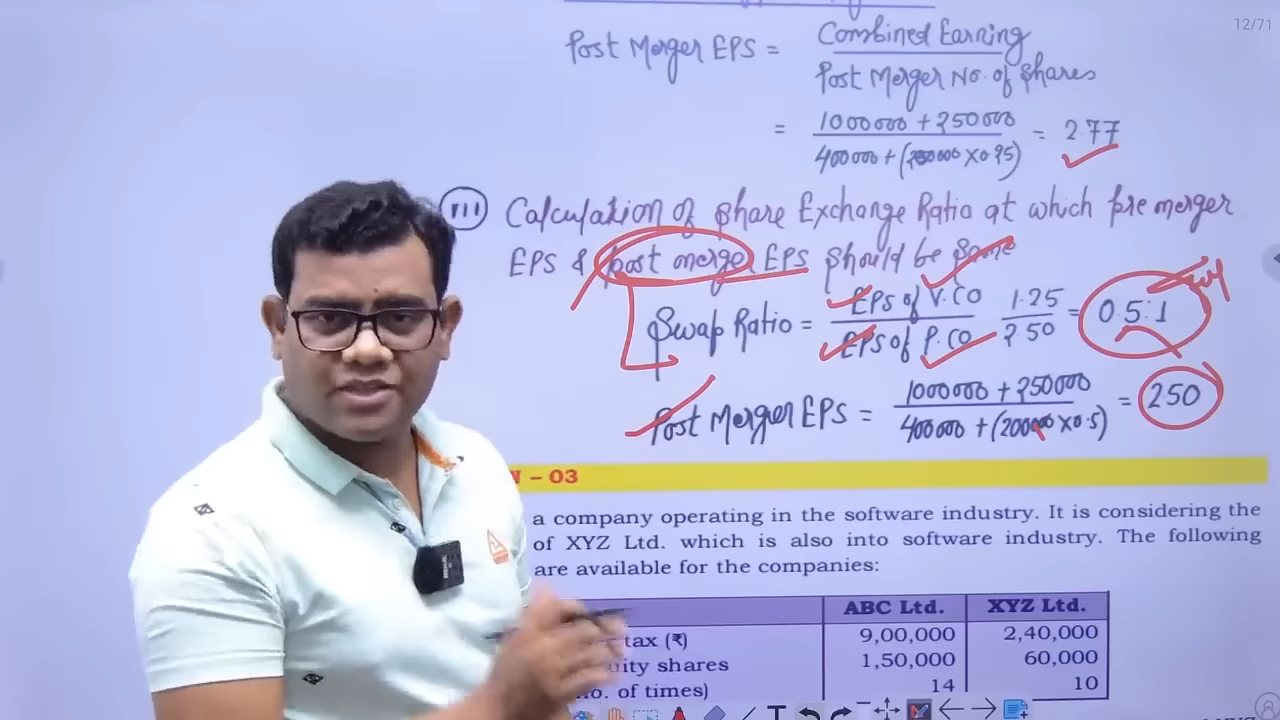 12/71
Post Merger EPS = Combined Earning
Post Merger No. of shares
= 1000000 + 250000 = 2.77
400000 + (200000 × 0.25)
III Calculation of Share Exchange Ratio at which pre merger
EPS & post merger EPS should be same
Swap Ratio = EPS of V.CO 1.25 = 0.5:1
EPS of P.CO 2.50
Post Merger EPS = 1000000 + 250000 = 250
400000 + (200000 × 0.5)
N – 03
a company operating in the software industry. It is considering the
of XYZ Ltd. which is also into software industry. The following
are available for the companies:
ABC Ltd. XYZ Ltd.
tax (₹) 9,00,000 2,40,000
uity shares 1,50,000 60,000
no. of times) 14 10